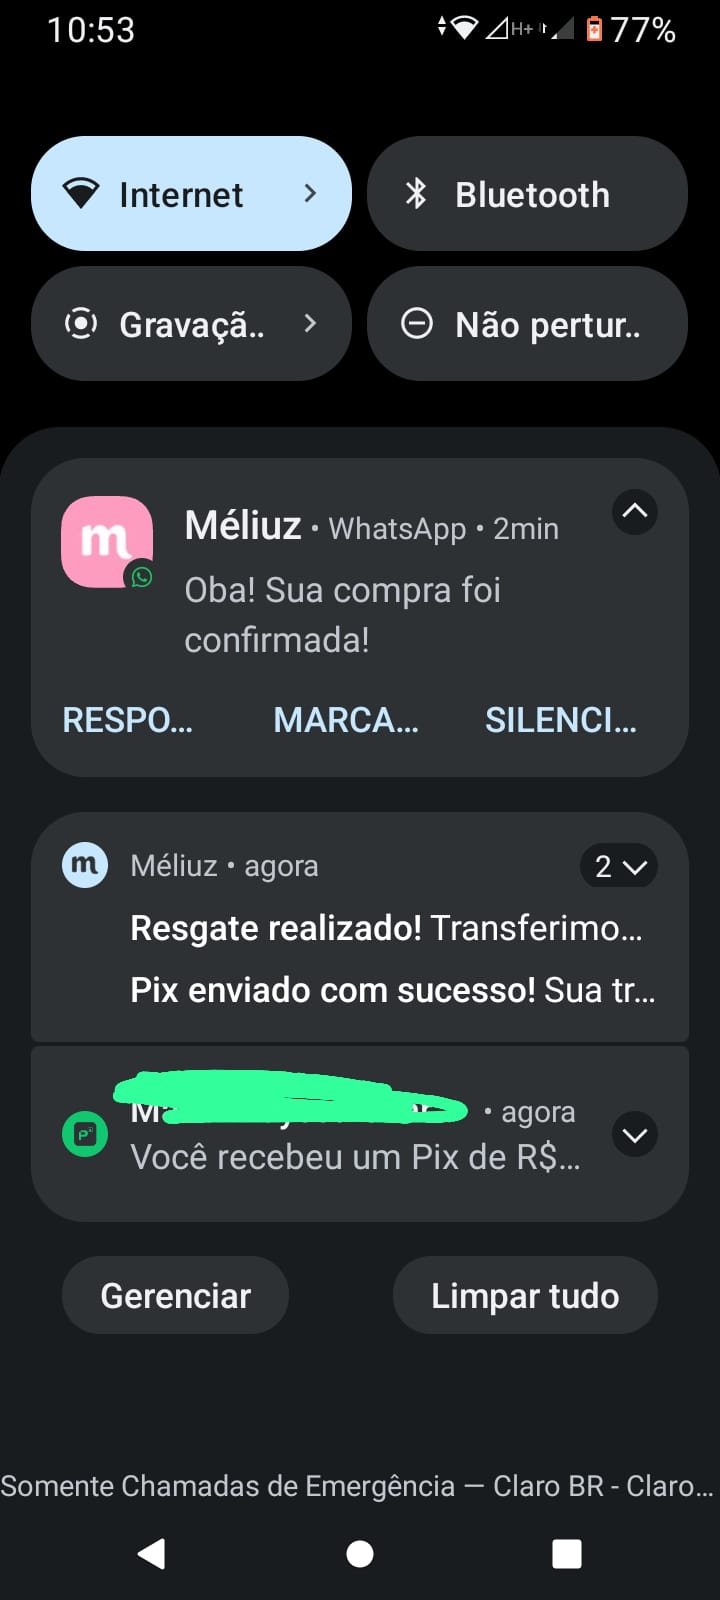 10:53
H+ 77%
Internet
Bluetooth
Gravaçã..
Não pertur..
m
Méliuz • WhatsApp • 2min
Oba! Sua compra foi
confirmada!
RESPO...
MARCA...
SILENCI...
m Méliuz • agora 2
Resgate realizado! Transferimo...
Pix enviado com sucesso! Sua tr...
• agora
Você recebeu um Pix de R$...
Gerenciar
Limpar tudo
Somente Chamadas de Emergência — Claro BR - Claro...